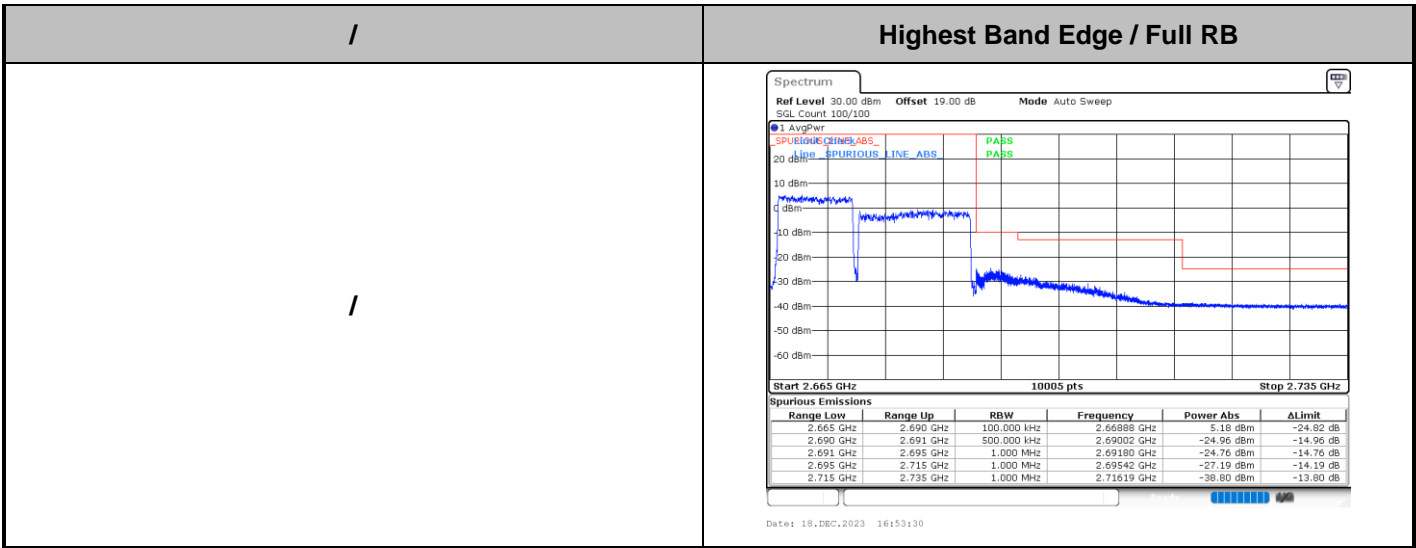 / Highest Band Edge / Full RB
/
Spectrum
Ref Level 30.00 dBm Offset 19.00 dB Mode Auto Sweep
SGL Count 100/100
1 AvgPwr
_SPURIOUS_LINE_ABS_ Limit Check PASS
Line _SPURIOUS_LINE_ABS_ PASS
20 dBm
10 dBm
0 dBm
-10 dBm
-20 dBm
-30 dBm
-40 dBm
-50 dBm
-60 dBm
Start 2.665 GHz 10005 pts Stop 2.735 GHz
Spurious Emissions
Range Low Range Up RBW Frequency Power Abs ΔLimit
2.665 GHz 2.690 GHz 100.000 kHz 2.66888 GHz 5.18 dBm -24.82 dB
2.690 GHz 2.691 GHz 500.000 kHz 2.69002 GHz -24.96 dBm -14.96 dB
2.691 GHz 2.695 GHz 1.000 MHz 2.69180 GHz -24.76 dBm -14.76 dB
2.695 GHz 2.715 GHz 1.000 MHz 2.69542 GHz -27.19 dBm -14.19 dB
2.715 GHz 2.735 GHz 1.000 MHz 2.71619 GHz -38.80 dBm -13.80 dB
Date: 18.DEC.2023 16:53:30